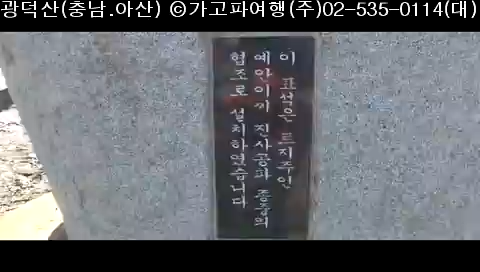 광덕산(충남.아산) ©가고파여행(주)02-535-0114(대)
이 표석은 트지주인
예안이끼 진사공파 종중의
협조로 설치하였습니다